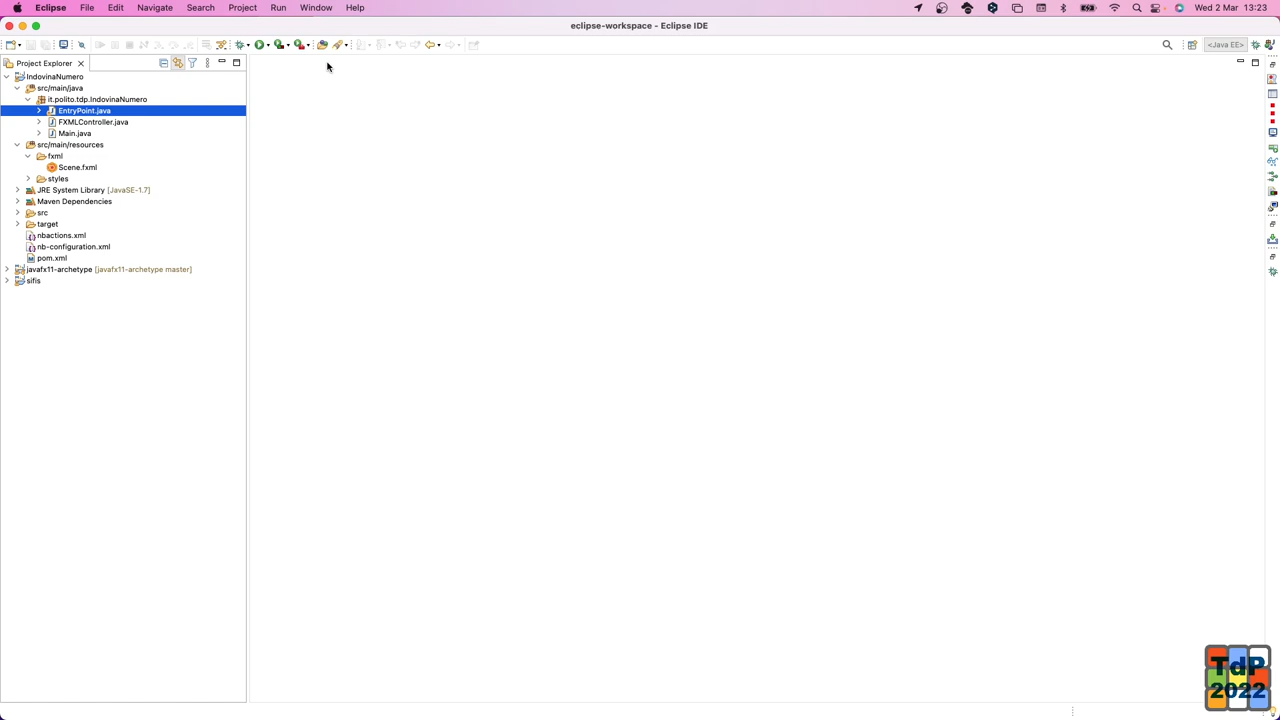 Eclipse File Edit Navigate Search Project Run Window Help Wed 2 Mar 13:23
eclipse-workspace - Eclipse IDE
<Java EE>
Project Explorer
IndovinaNumero
src/main/java
it.polito.tdp.IndovinaNumero
EntryPoint.java
FXMLController.java
Main.java
src/main/resources
fxml
Scene.fxml
styles
JRE System Library [JavaSE-1.7]
Maven Dependencies
src
target
nbactions.xml
nb-configuration.xml
pom.xml
javafx11-archetype [javafx11-archetype master]
sifis
TdP
2022